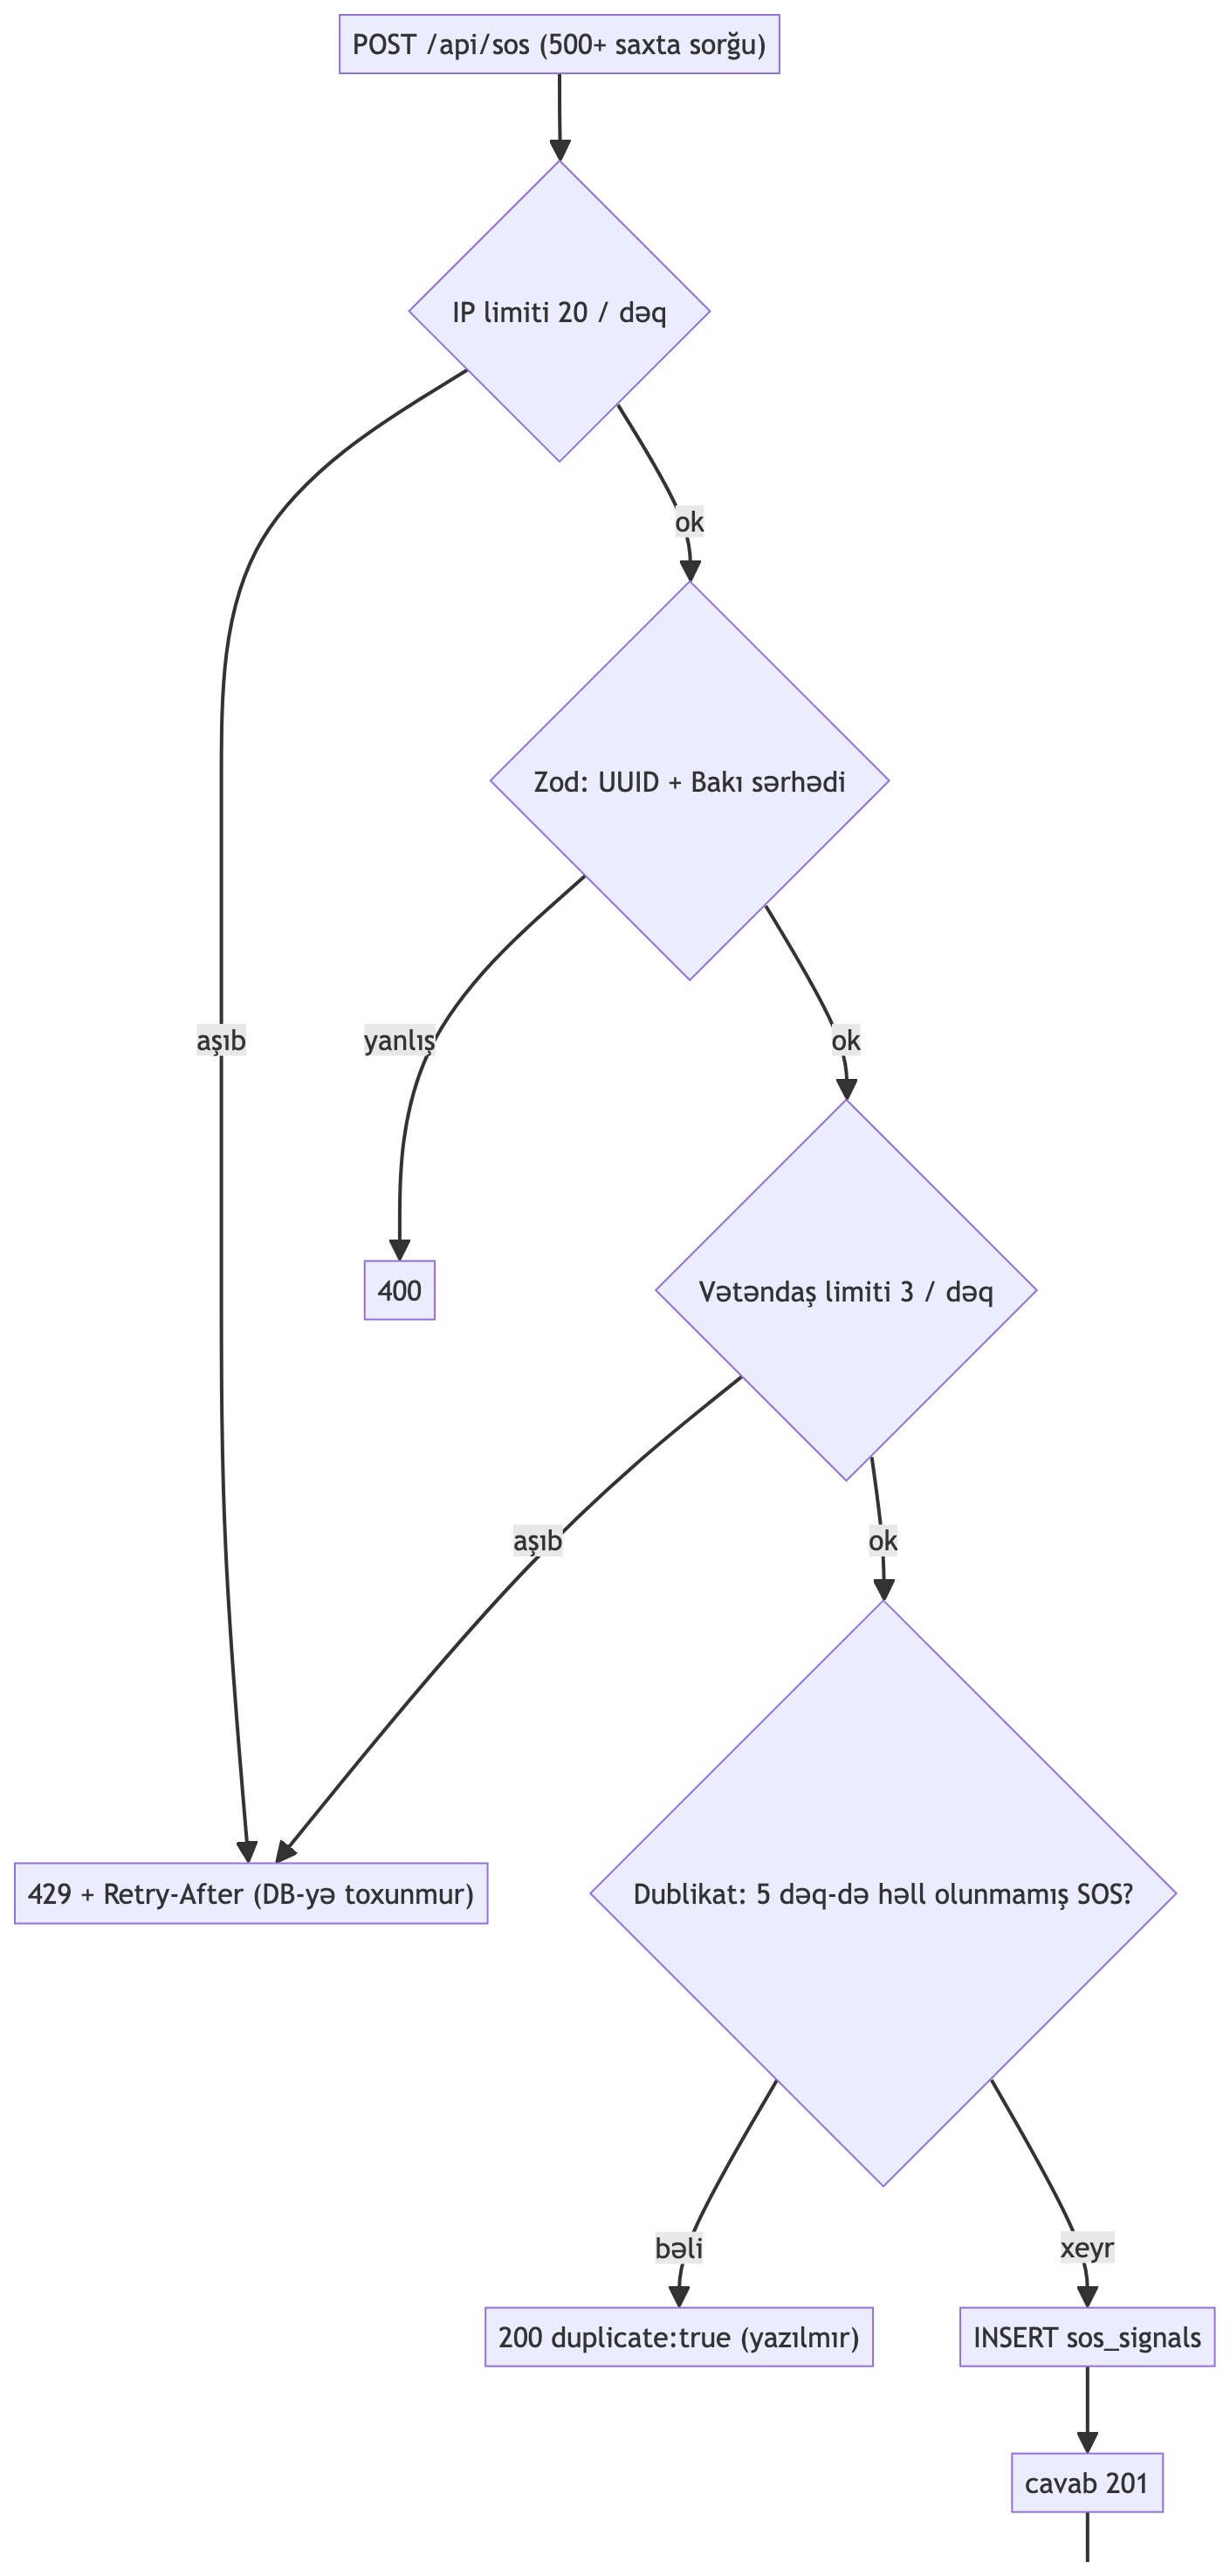 POST /api/sos (500+ saxta sorğu)
IP limiti 20 / dəq
ok
Zod: UUID + Bakı sərhədi
aşıb
yanlış
ok
400
Vətəndaş limiti 3 / dəq
aşıb
ok
429 + Retry-After (DB-yə toxunmur)
Dublikat: 5 dəq-də həll olunmamış SOS?
bəli
xeyr
200 duplicate:true (yazılmır)
INSERT sos_signals
cavab 201